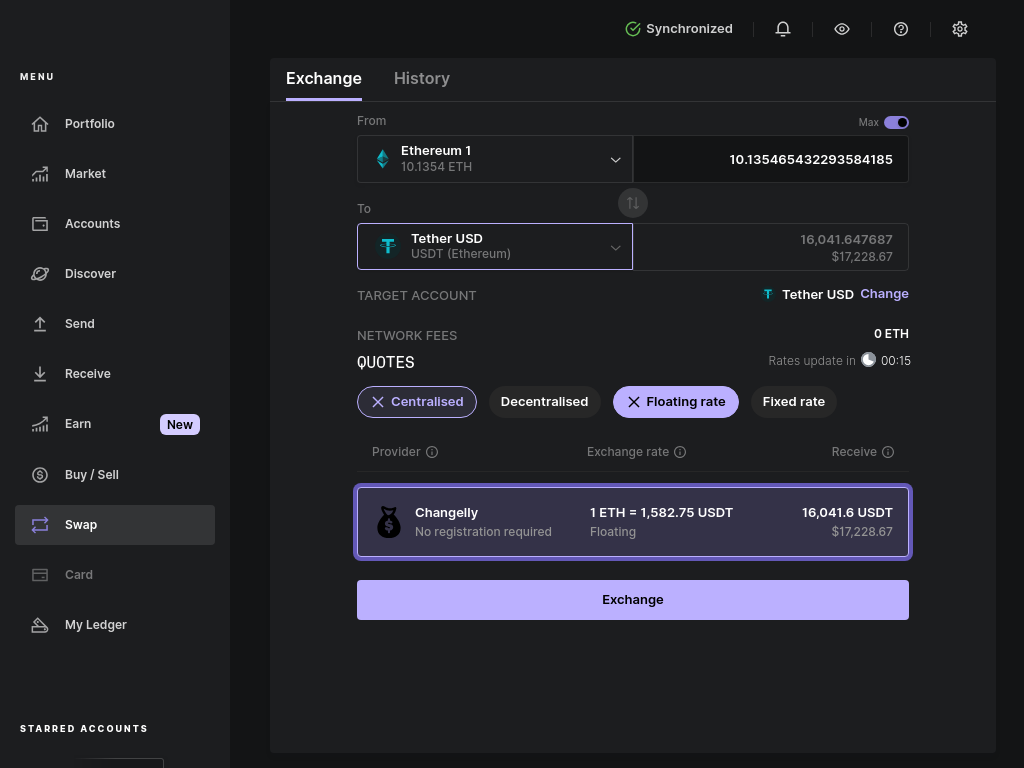 Synchronized
MENU
Portfolio
Market
Accounts
Discover
Send
Receive
Earn New
Buy / Sell
Swap
Card
My Ledger
STARRED ACCOUNTS
Exchange History
From Max
Ethereum 1
10.1354 ETH
10.135465432293584185
To
Tether USD
USDT (Ethereum)
16,041.647687
$17,228.67
TARGET ACCOUNT Tether USD Change
NETWORK FEES 0 ETH
QUOTES Rates update in 00:15
Centralised Decentralised Floating rate Fixed rate
Provider Exchange rate Receive
Changelly 1 ETH = 1,582.75 USDT 16,041.6 USDT
No registration required Floating $17,228.67
Exchange